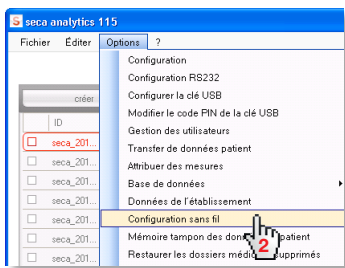 S seca analytics 115
Fichier Éditer Options ?
Configuration
Configuration RS232
Configurer la clé USB
Modifier le code PIN de la clé USB
Gestion des utilisateurs
Transfer de données patient
Attribuer des mesures
Base de données
Données de l'établissement
Configuration sans fil
Mémoire tampon des patient
Restaurer les dossiers supprimés
2
créer
ID
seca_201...
seca_201...
seca_201...
seca_201...
seca_201...
seca_201...
seca_201...
seca_201...